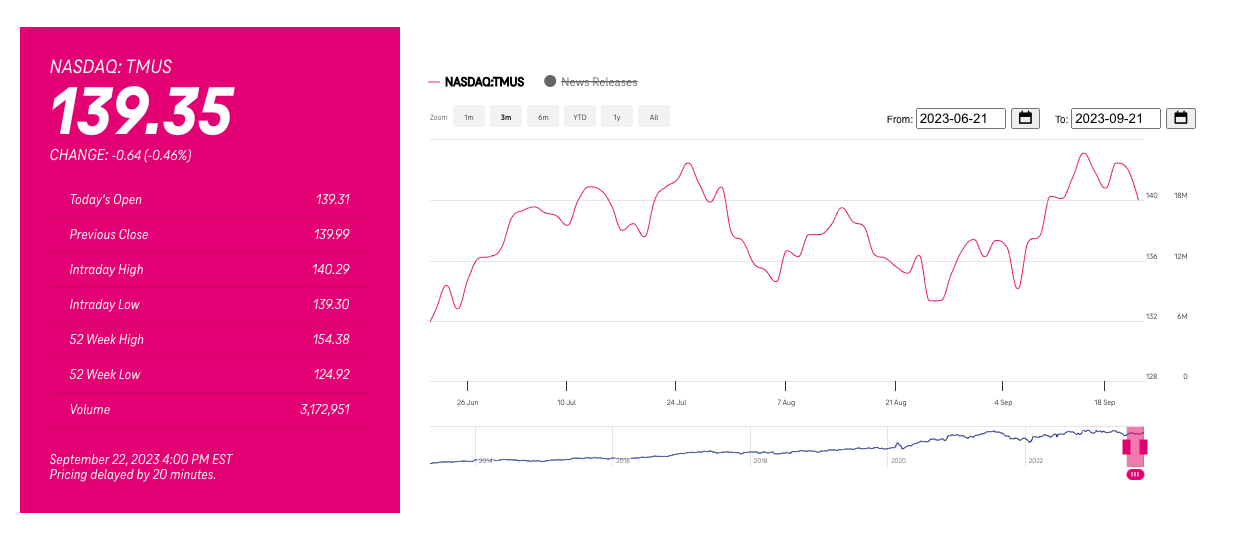 NASDAQ: TMUS
139.35
CHANGE: -0.64 (-0.46%)
Today's Open 139.31
Previous Close 139.99
Intraday High 140.29
Intraday Low 139.30
52 Week High 154.38
52 Week Low 124.92
Volume 3,172,951
September 22, 2023 4:00 PM EST
Pricing delayed by 20 minutes.
NASDAQ:TMUS News Releases
Zoom 1m 3m 6m YTD 1y All From: 2023-06-21 To: 2023-09-21
140 18M
136 12M
132 6M
128 0
26 Jun 10 Jul 24 Jul 7 Aug 21 Aug 4 Sep 18 Sep
2014 2016 2018 2020 2022